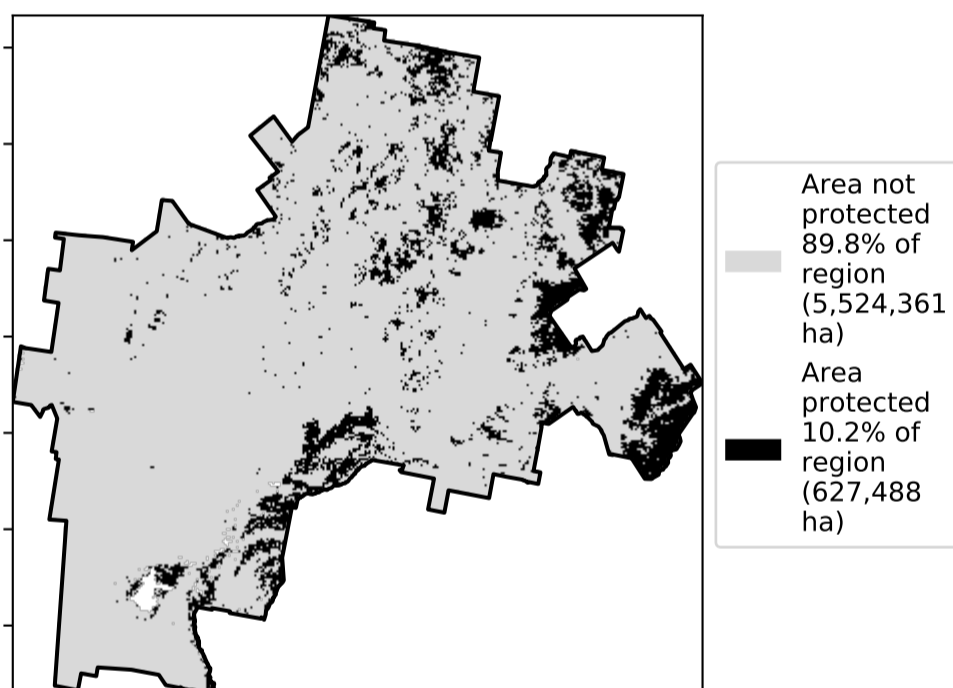 Area not
protected
89.8% of
region
(5,524,361
ha)
Area
protected
10.2% of
region
(627,488
ha)